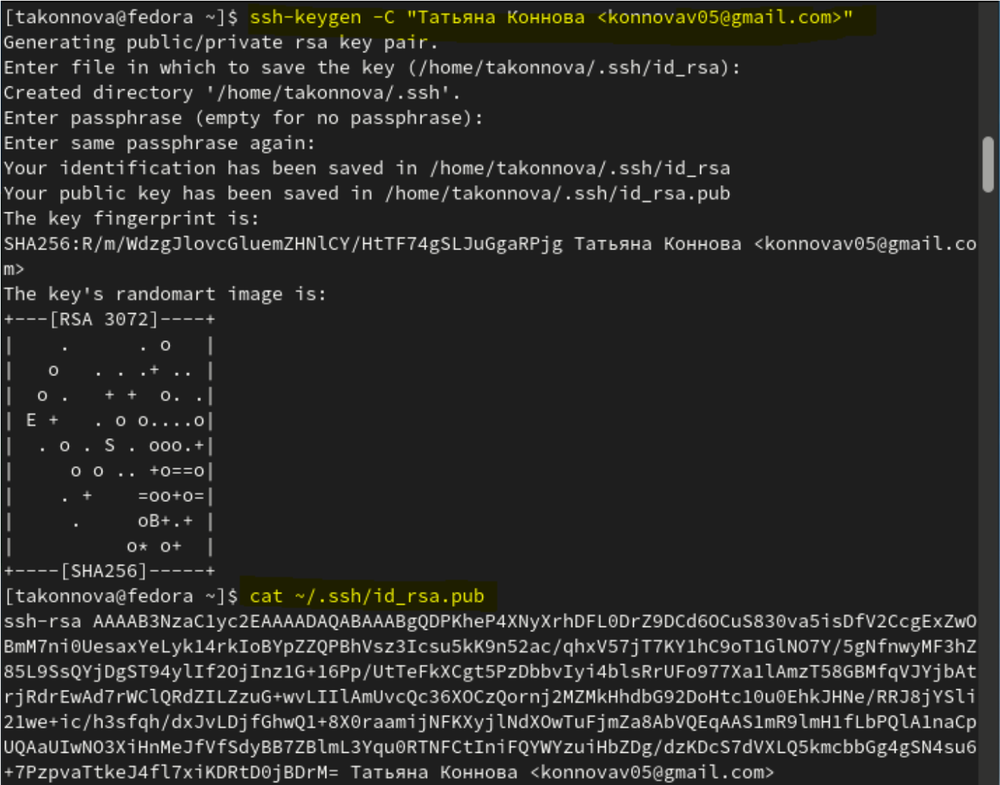 [takonnova@fedora ~]$ ssh-keygen -C "Татьяна Коннова <konnovav05@gmail.com>"
Generating public/private rsa key pair.
Enter file in which to save the key (/home/takonnova/.ssh/id_rsa):
Created directory '/home/takonnova/.ssh'.
Enter passphrase (empty for no passphrase):
Enter same passphrase again:
Your identification has been saved in /home/takonnova/.ssh/id_rsa
Your public key has been saved in /home/takonnova/.ssh/id_rsa.pub
The key fingerprint is:
SHA256:R/m/WdzgJlovcGluemZHNlCY/HtTF74gSLJuGgaRPjg Татьяна Коннова <konnovav05@gmail.co
m>
The key's randomart image is:
+---[RSA 3072]----+
|    .      . o   |
|   o   . . .+ .. |
|  o .   + +  o. .|
| E +   . o o....o|
|  . o . S . ooo.+|
|     o o .. +o==o|
|    . +    =oo+o=|
|     .     oB+.+ |
|          o* o+  |
+----[SHA256]-----+
[takonnova@fedora ~]$ cat ~/.ssh/id_rsa.pub
ssh-rsa AAAAB3NzaC1yc2EAAAADAQABAAABgQDPKheP4XNyXrhDFL0DrZ9DCd6OCuS830va5isDfV2CcgExZwO
BmM7ni0UesaxYeLyk14rkIoBYpZZQPBhVsz3Icsu5kK9n52ac/qhxV57jT7KY1hC9oT1GlNO7Y/5gNfnwyMF3hZ
85L9SsQYjDgST94ylIf2OjInz1G+16Pp/UtTeFkXCgt5PzDbbvIyi4blsRrUFo977Xa1lAmzT58GBMfqVJYjbAt
rjRdrEwAd7rWClQRdZILZzuG+wvLIIlAmUvcQc36XOCzQornj2MZMkHhdbG92DoHtc10u0EhkJHNe/RRJ8jYSli
21we+ic/h3sfqh/dxJvLDjfGhwQ1+8X0raamijNFKXyjlNdXOwTuFjmZa8AbVQEqAAS1mR9lmH1fLbPQlA1naCp
UQAaUIwNO3XiHnMeJfVfSdyBB7ZBlmL3Yqu0RTNFCtIniFQYWYzuiHbZDg/dzKDcS7dVXLQ5kmcbbGg4gSN4su6
+7PzpvaTtkeJ4fl7xiKDRtD0jBDrM= Татьяна Коннова <konnovav05@gmail.com>